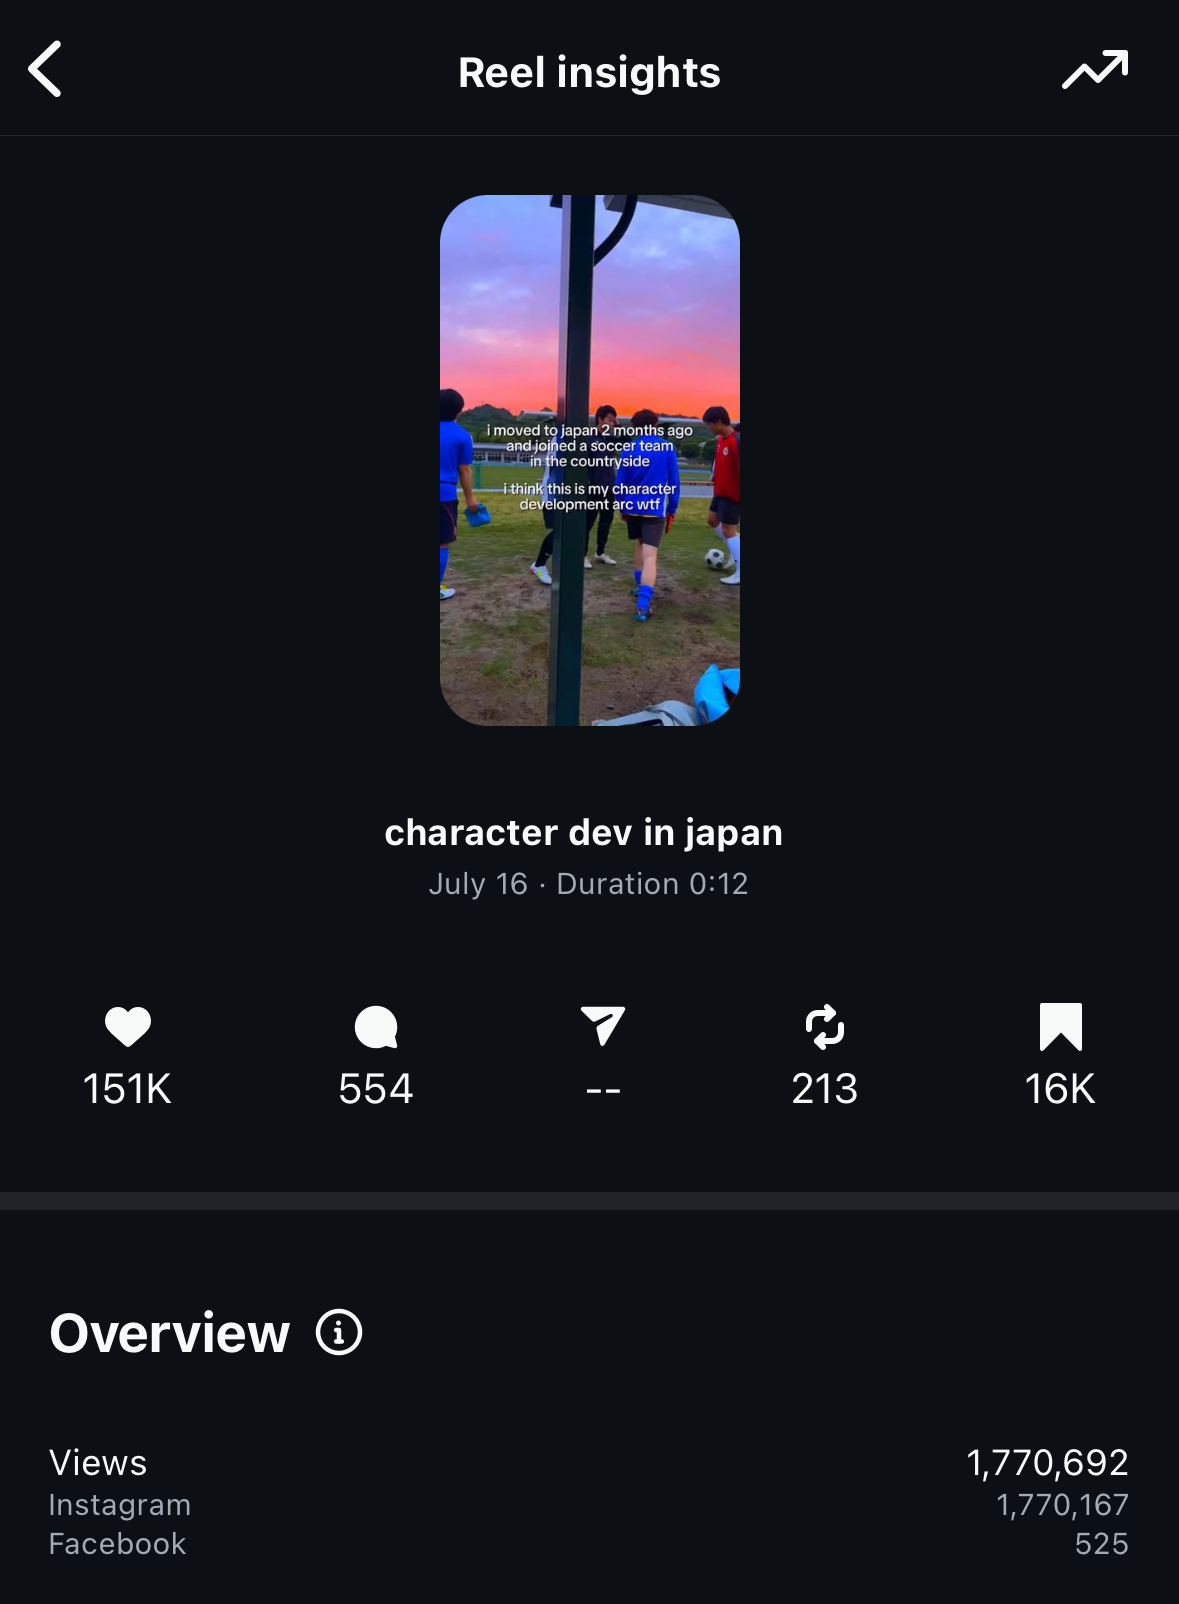 Reel insights
i moved to japan 2 months ago
and joined a soccer team
in the countryside
i think this is my character
development arc wtf
character dev in japan
July 16 · Duration 0:12
151K
554
--
213
16K
Overview
Views
1,770,692
Instagram
1,770,167
Facebook
525